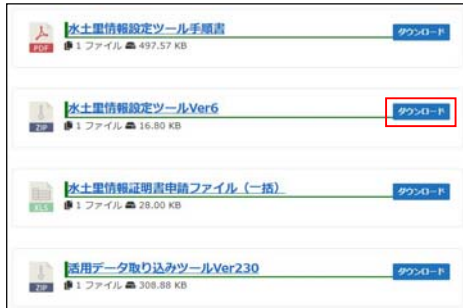 水土里情報設定ツール手順書
ダウンロード
PDF
1 ファイル 497.57 KB
水土里情報設定ツールVer6
ダウンロード
ZIP
1 ファイル 16.80 KB
水土里情報証明書申請ファイル（一括）
ダウンロード
XLS
1 ファイル 28.00 KB
活用データ取り込みツールVer230
ダウンロード
ZIP
1 ファイル 308.88 KB